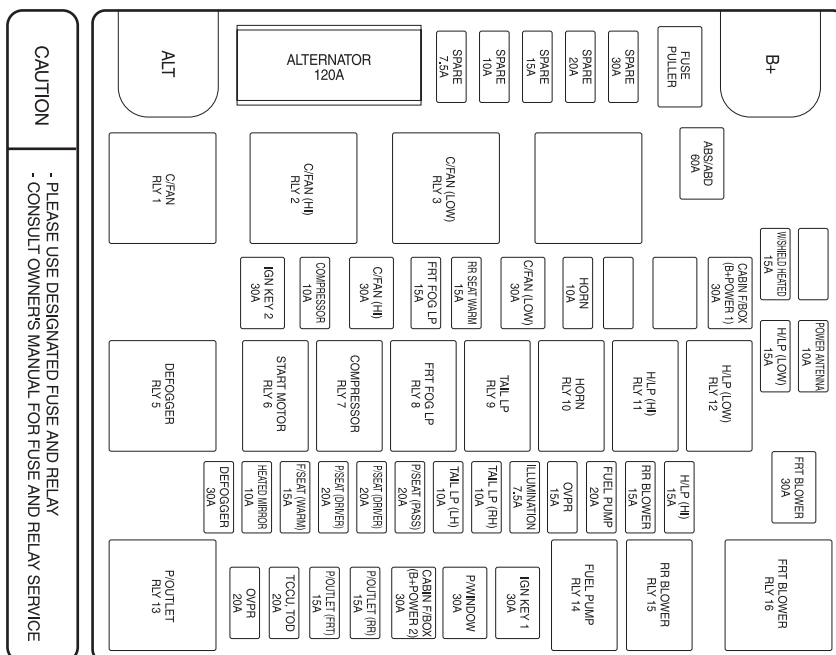 CAUTION
- PLEASE USE DESIGNATED FUSE AND RELAY
- CONSULT OWNER'S MANUAL FOR FUSE AND RELAY SERVICE
ALT
ALTERNATOR
120A
SPARE
7.5A
SPARE
10A
SPARE
15A
SPARE
20A
SPARE
30A
FUSE
PULLER
B+
C/FAN
RLY 1
C/FAN (HI)
RLY 2
C/FAN (LOW)
RLY 3
ABS/ABD
60A
IGN KEY 2
30A
COMPRESSOR
10A
C/FAN (HI)
30A
FRT FOG LP
15A
RR SEAT WARM
15A
C/FAN (LOW)
30A
HORN
10A
CABIN F/BOX
(B+POWER 1)
30A
W/SHIELD HEATED
15A
H/LP (LOW)
15A
POWER ANTENNA
10A
DEFOGGER
RLY 5
START MOTOR
RLY 6
COMPRESSOR
RLY 7
FRT FOG LP
RLY 8
TAIL LP
RLY 9
HORN
RLY 10
H/LP (HI)
RLY 11
H/LP (LOW)
RLY 12
DEFOGGER
30A
HEATED MIRROR
10A
F/SEAT (WARM)
15A
P/SEAT (DRIVER)
20A
P/SEAT (DRIVER)
20A
P/SEAT (PASS)
20A
TAIL LP (LH)
10A
TAIL LP (RH)
10A
ILLUMINATION
7.5A
OVPR
15A
FUEL PUMP
20A
RR BLOWER
15A
H/LP (HI)
15A
FRT BLOWER
30A
P/OUTLET
RLY 13
OVPR
20A
TCCU, TOD
20A
P/OUTLET (FRT)
15A
P/OUTLET (RR)
15A
CABIN F/BOX
(B+POWER 2)
30A
P/WINDOW
30A
IGN KEY 1
30A
FUEL PUMP
RLY 14
RR BLOWER
RLY 15
FRT BLOWER
RLY 16